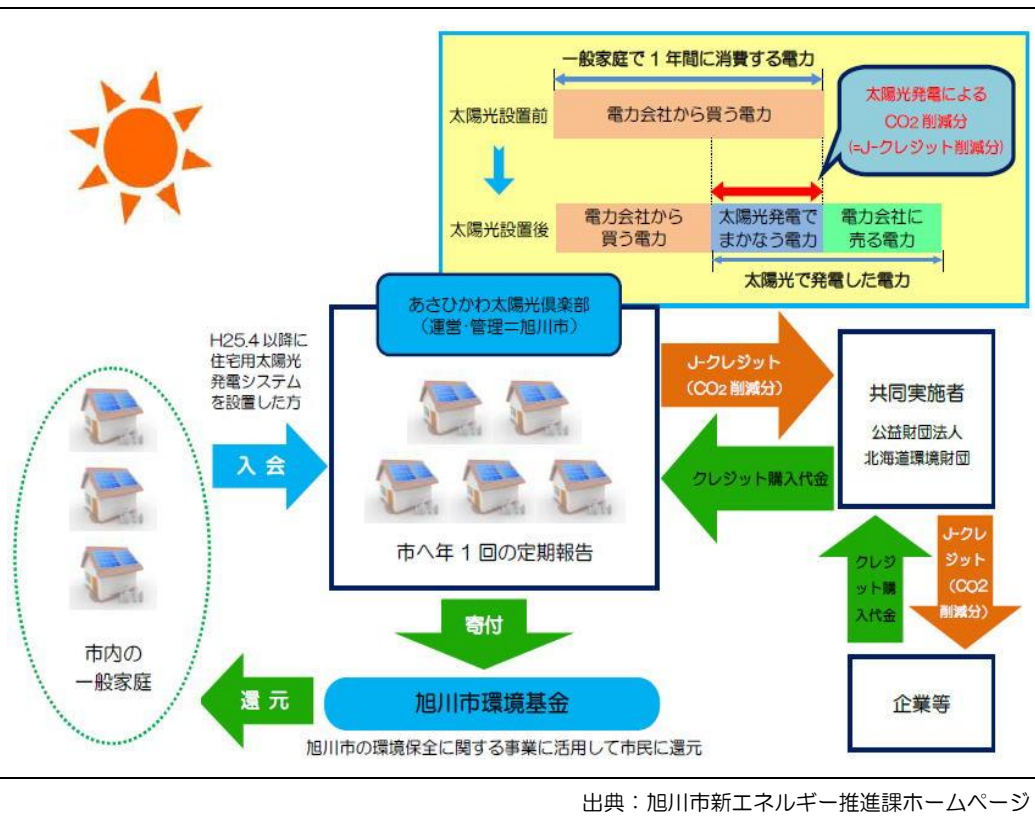 一般家庭で1年間に消費する電力
太陽光設置前
電力会社から買う電力
太陽光発電による
CO2削減分
(=J-クレジット削減分)
太陽光設置後
電力会社から
買う電力
太陽光発電で
まかなう電力
電力会社に
売る電力
太陽光で発電した電力
あさひかわ太陽光倶楽部
(運営・管理=旭川市)
H25.4以降に
住宅用太陽光
発電システム
を設置した方
入会
市へ年1回の定期報告
J-クレジット
(CO2削減分)
クレジット購入代金
共同実施者
公益財団法人
北海道環境財団
クレジ
ット購
入代金
J-クレ
ジット
(CO2
削減分)
企業等
市内の
一般家庭
寄付
還元
旭川市環境基金
旭川市の環境保全に関する事業に活用して市民に還元
出典：旭川市新エネルギー推進課ホームページ